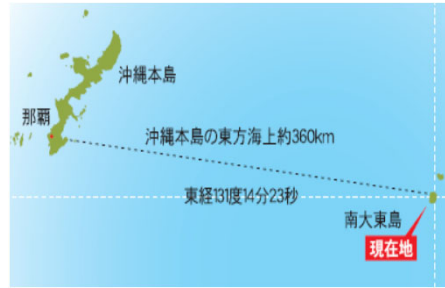 沖縄本島
那覇
沖縄本島の東方海上約360km
東経131度14分23秒
南大東島
現在地